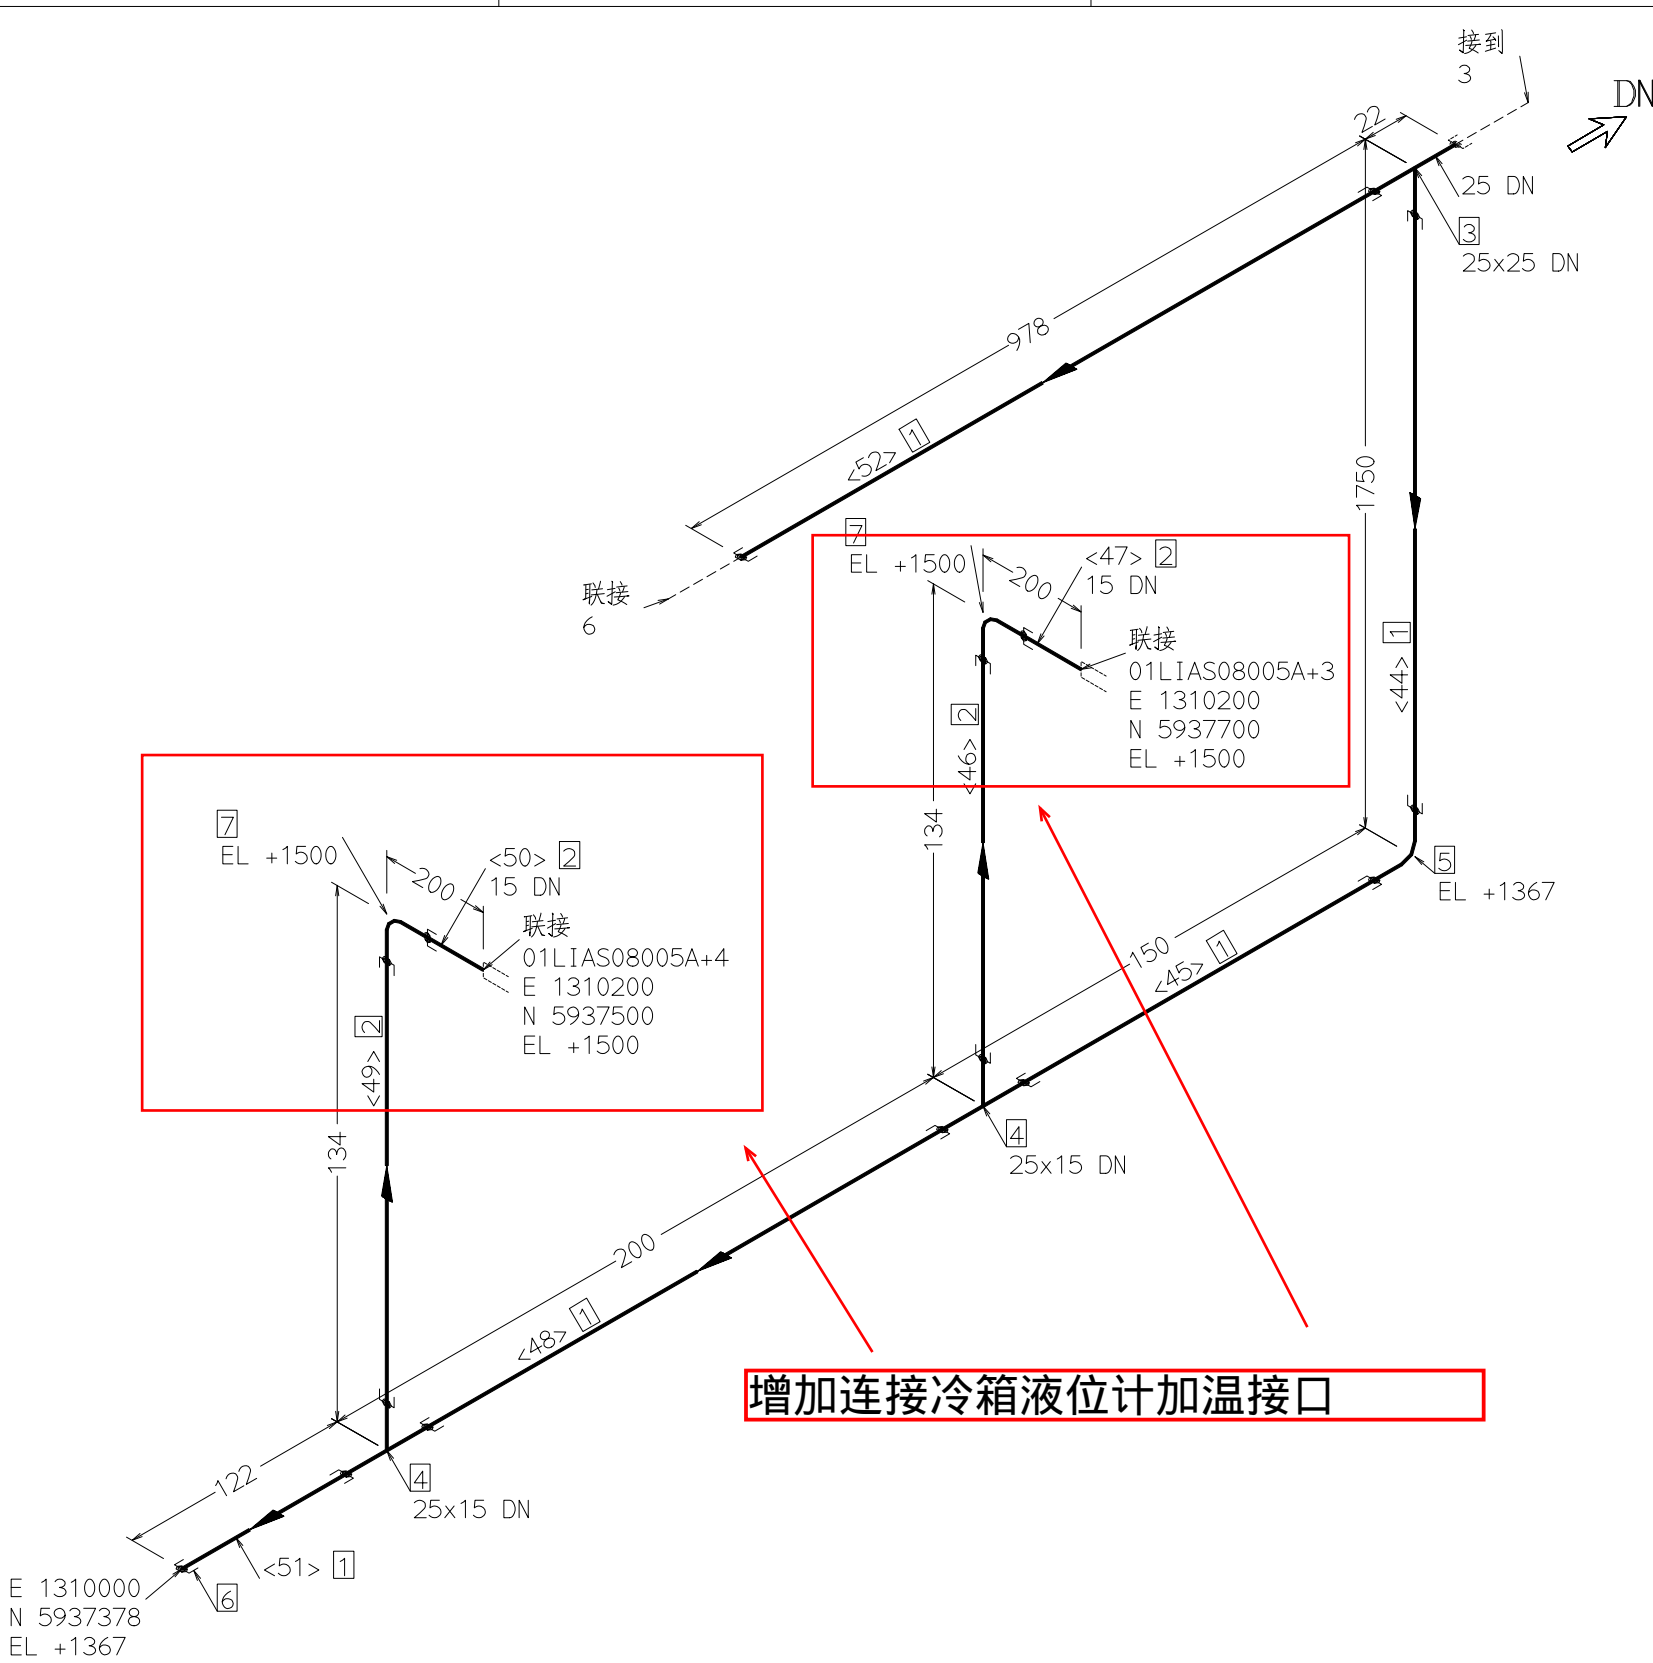 接到
3
DN
22
25 DN
3
25x25 DN
978
<52> 1
1750
7
EL +1500
200
<47> 2
15 DN
联接
6
联接
01LIAS08005A+3
E 1310200
N 5937700
EL +1500
<44> 1
<46> 2
134
7
EL +1500
200
<50> 2
15 DN
联接
01LIAS08005A+4
E 1310200
N 5937500
EL +1500
5
EL +1367
150
<45> 1
<49> 2
134
4
25x15 DN
200
<48> 1
增加连接冷箱液位计加温接口
122
4
25x15 DN
<51> 1
6
E 1310000
N 5937378
EL +1367